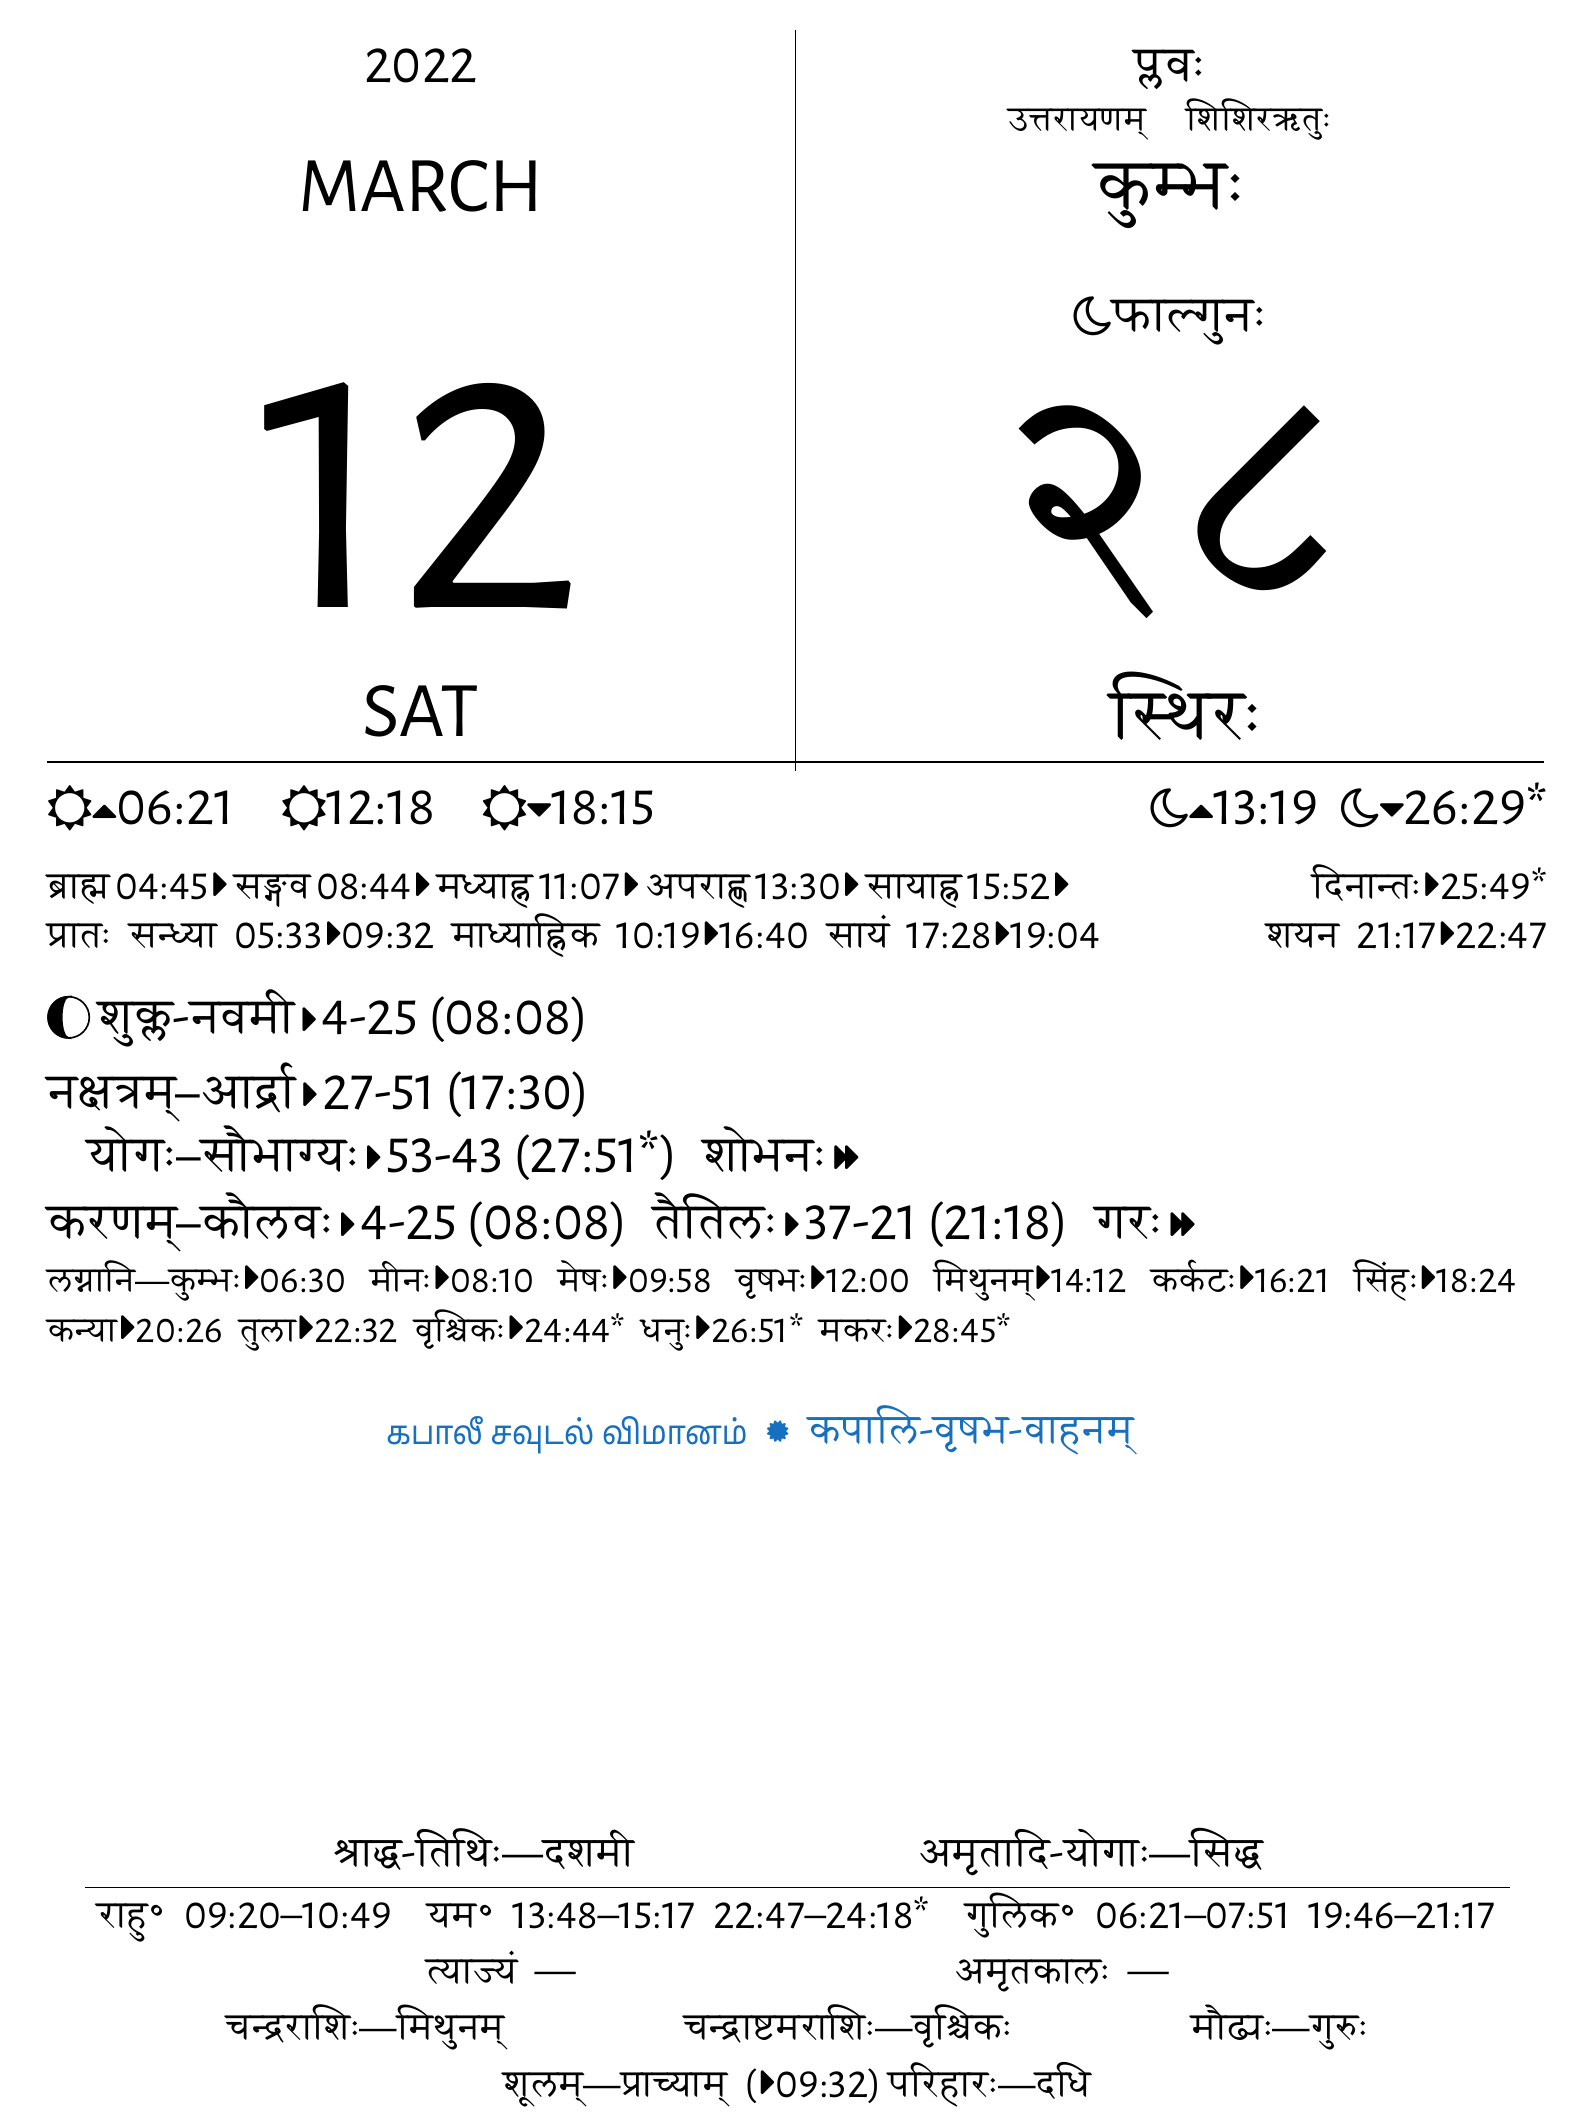 2022
MARCH
12
SAT
प्लवः
उत्तरायणम् शिशिरऋतुः
कुम्भः
फाल्गुनः
२८
स्थिरः
06:21 12:18 18:15 13:19 26:29*
ब्राह्म 04:45 सङ्गव 08:44 मध्याह्न 11:07 अपराह्ण 13:30 सायाह्न 15:52 दिनान्तः 25:49*
प्रातः सन्ध्या 05:33 09:32 माध्याह्निक 10:19 16:40 सायं 17:28 19:04 शयन 21:17 22:47
शुक्ल-नवमी 4-25 (08:08)
नक्षत्रम्–आर्द्रा 27-51 (17:30)
योगः–सौभाग्यः 53-43 (27:51*) शोभनः
करणम्–कौलवः 4-25 (08:08) तैतिलः 37-21 (21:18) गरः
लग्नानि—कुम्भः 06:30 मीनः 08:10 मेषः 09:58 वृषभः 12:00 मिथुनम् 14:12 कर्कटः 16:21 सिंहः 18:24
कन्या 20:26 तुला 22:32 वृश्चिकः 24:44* धनुः 26:51* मकरः 28:45*
கபாலீ சவுடல் விமானம் ✹ कपालि-वृषभ-वाहनम्
श्राद्ध-तिथिः—दशमी अमृतादि-योगाः—सिद्ध
राहु° 09:20–10:49 यम° 13:48–15:17 22:47–24:18* गुलिक° 06:21–07:51 19:46–21:17
त्याज्यं — अमृतकालः —
चन्द्रराशिः—मिथुनम् चन्द्राष्टमराशिः—वृश्चिकः मौढ्यः—गुरुः
शूलम्—प्राच्याम् (09:32) परिहारः—दधि